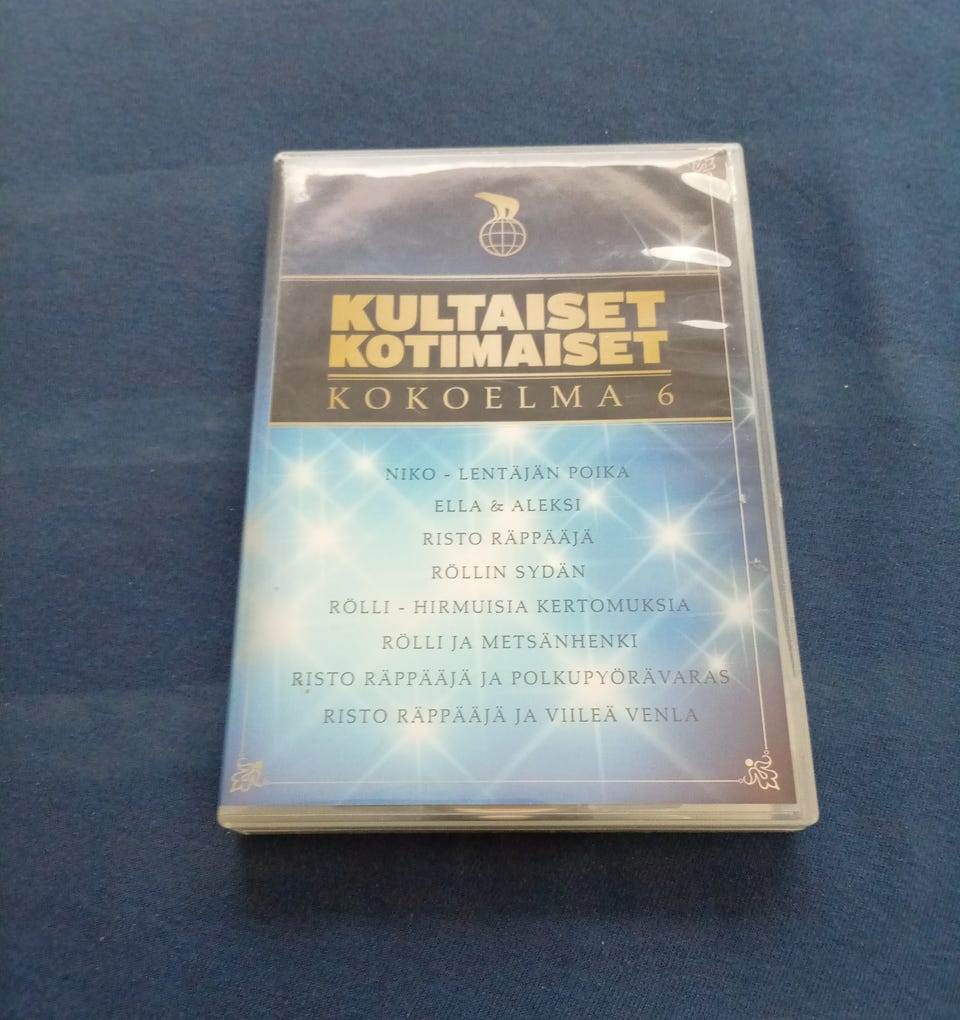 KULTAISET
KOTIMAISET
KOKOELMA 6
NIKO - LENTÄJÄN POIKA
ELLA & ALEKSI
RISTO RÄPPÄÄJÄ
RÖLLIN SYDÄN
RÖLLI - HIRMUISIA KERTOMUKSIA
RÖLLI JA METSÄNHENKI
RISTO RÄPPÄÄJÄ JA POLKUPYÖRÄVARAS
RISTO RÄPPÄÄJÄ JA VIILEÄ VENLA